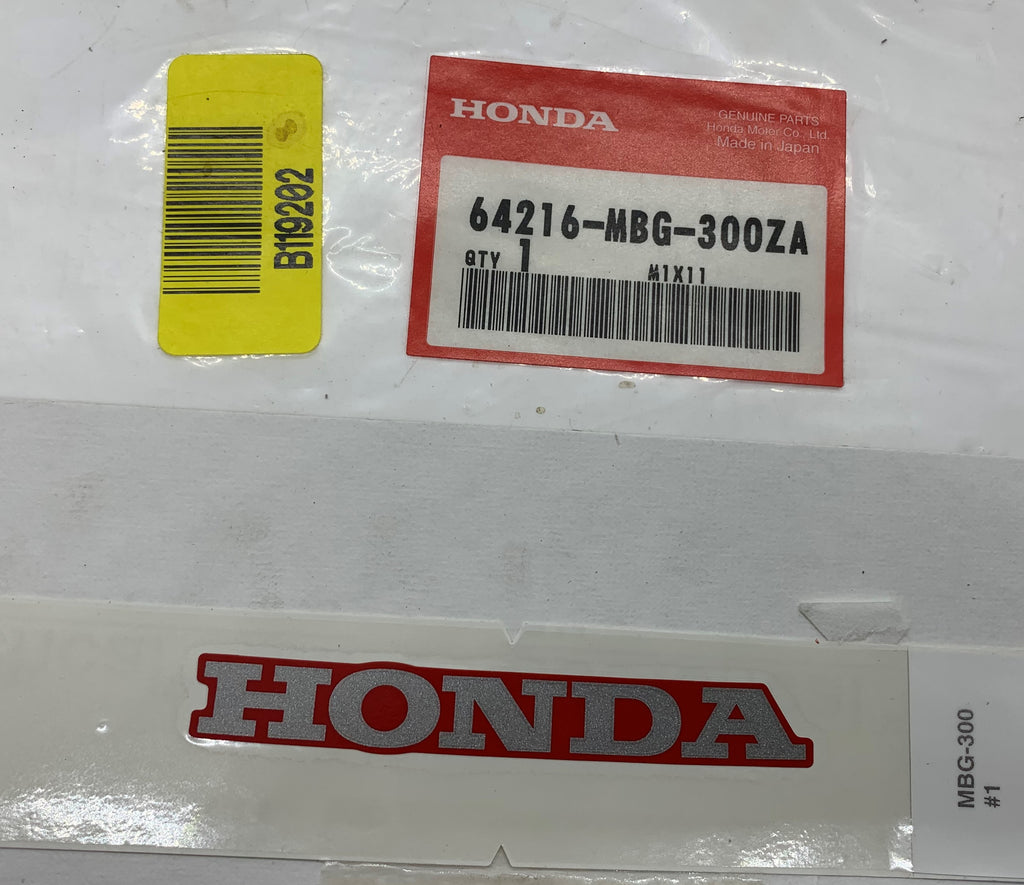 B119202
HONDA
GENUINE PARTS
Honda Motor Co., Ltd.
Made in Japan
64216-MBG-300ZA
QTY 1
M1X11
HONDA
MBG-300
#1